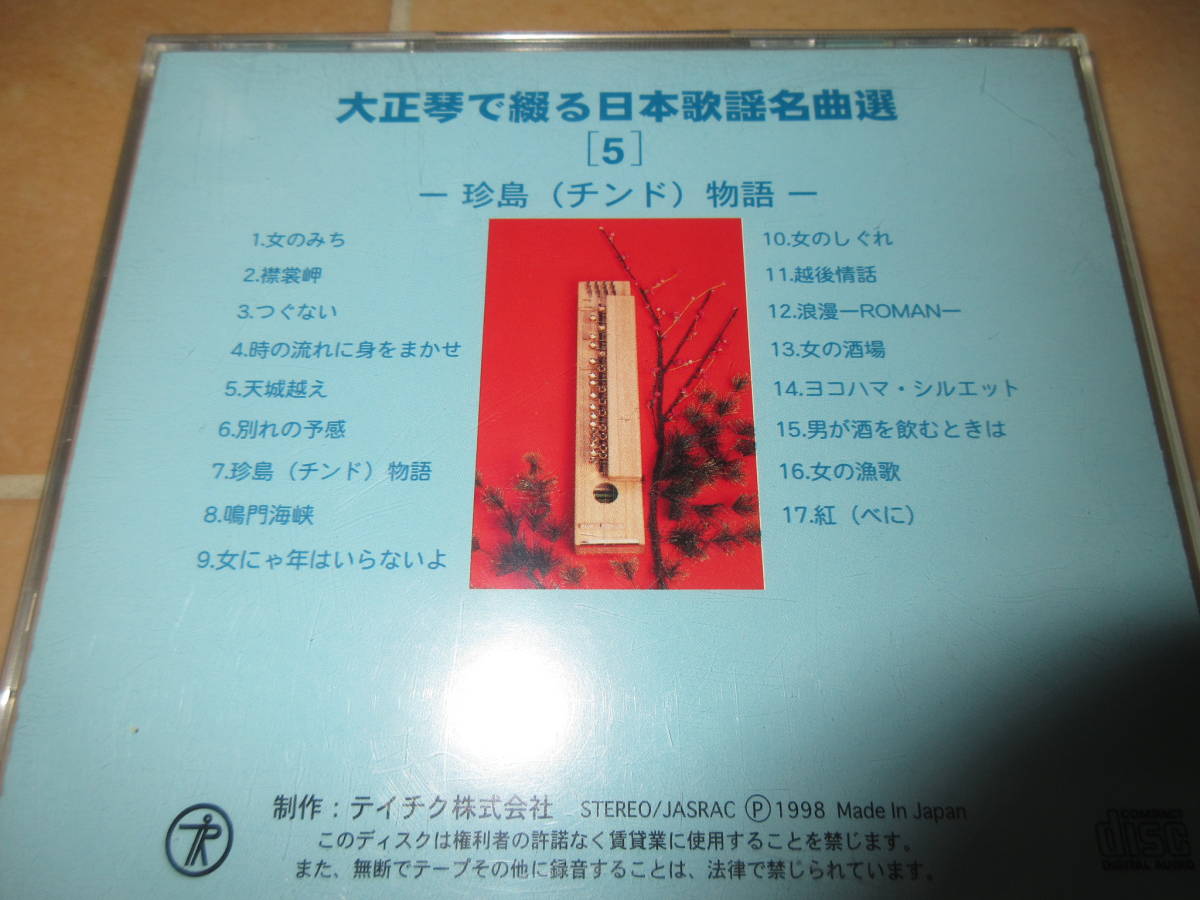 大正琴で綴る日本歌謡名曲選
［5］
― 珍島（チンド）物語 ―
1.女のみち
2.襟裳岬
3.つぐない
4.時の流れに身をまかせ
5.天城越え
6.別れの予感
7.珍島（チンド）物語
8.鳴門海峡
9.女にゃ年はいらないよ
10.女のしぐれ
11.越後情話
12.浪漫―ROMAN―
13.女の酒場
14.ヨコハマ・シルエット
15.男が酒を飲むときは
16.女の漁歌
17.紅（べに）
制作：テイチク株式会社 STEREO/JASRAC Ⓟ1998 Made In Japan
このディスクは権利者の許諾なく賃貸業に使用することを禁じます。
また、無断でテープその他に録音することは、法律で禁じられています。
COMPACT
disc
DIGITAL AUDIO